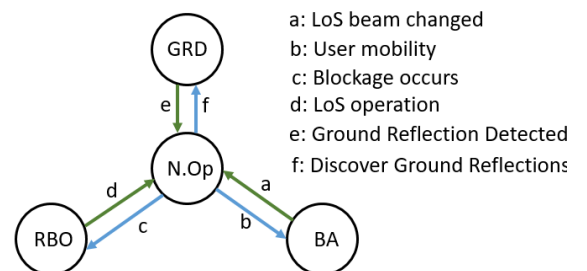 GRD
e
f
N.Op
d
a
c
b
RBO
BA
a: LoS beam changed
b: User mobility
c: Blockage occurs
d: LoS operation
e: Ground Reflection Detected
f: Discover Ground Reflections